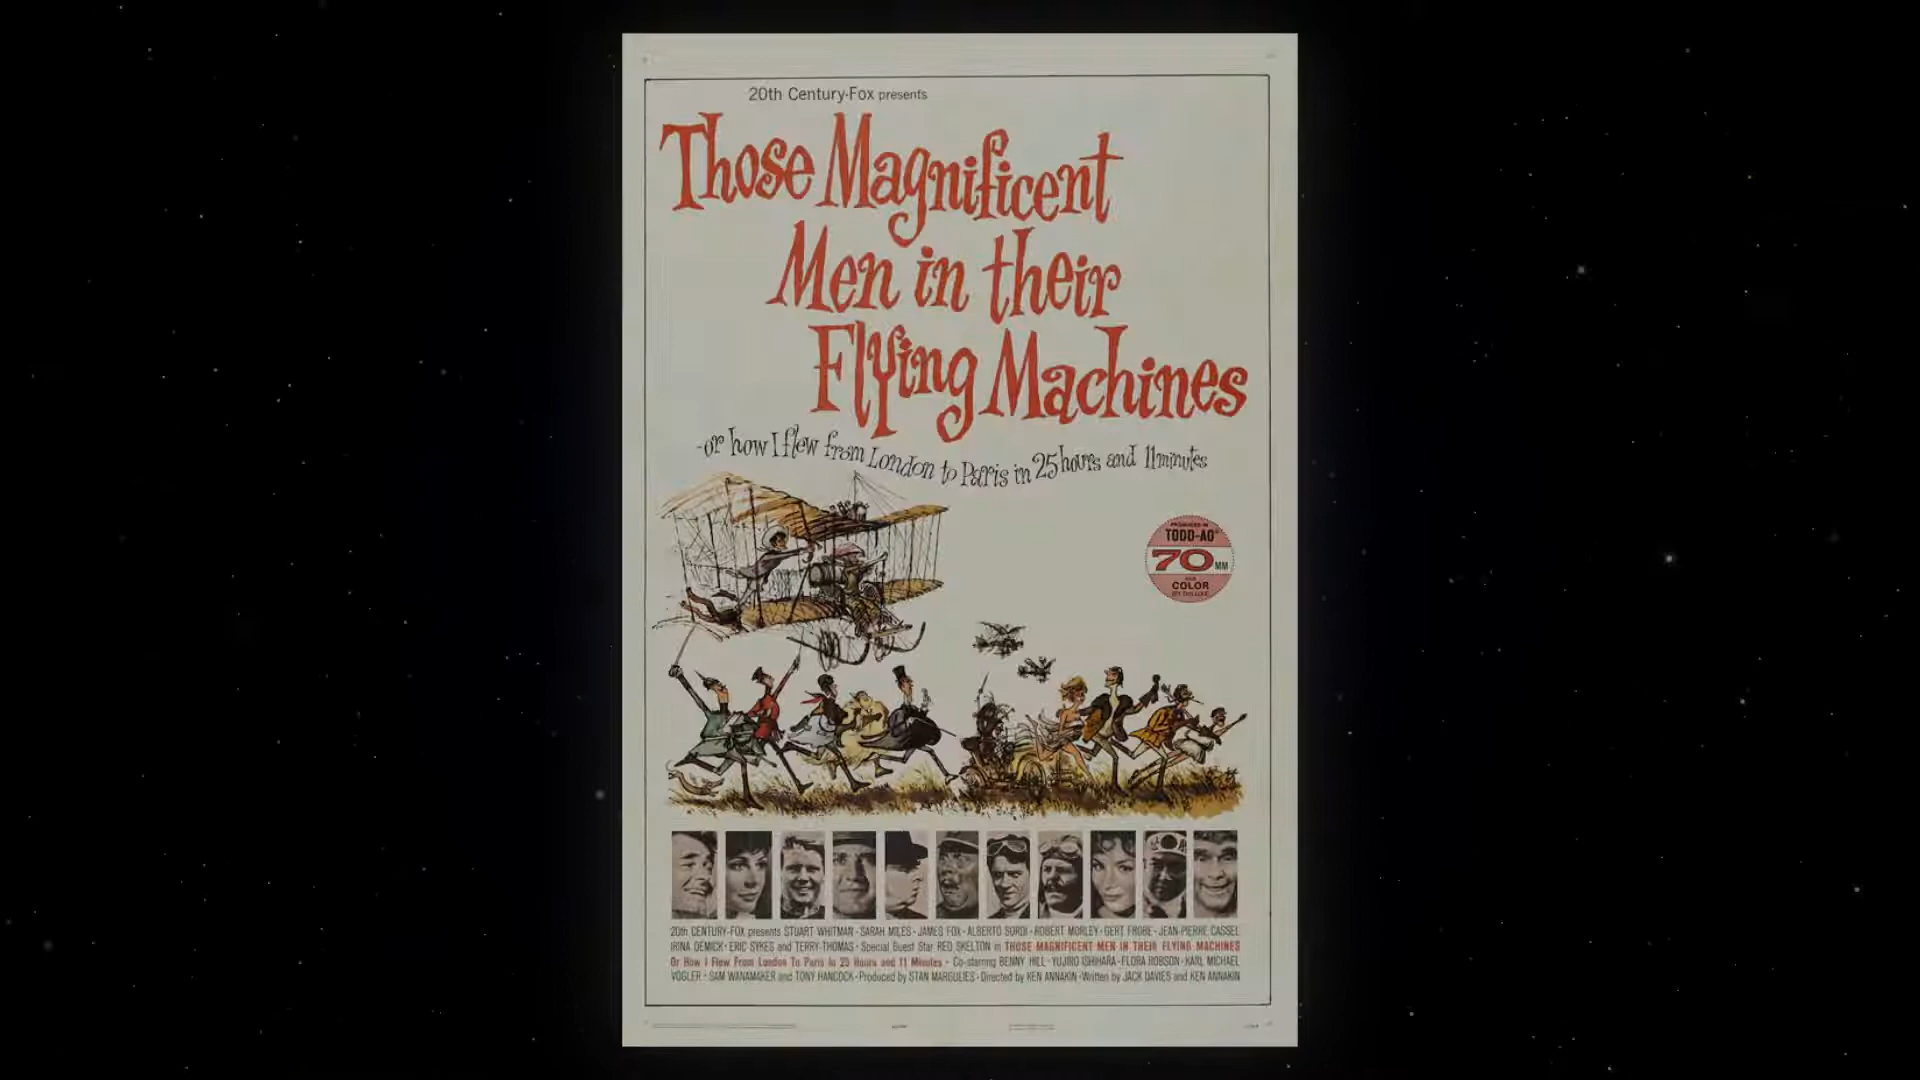 20th Century-Fox presents
Those Magnificent
Men in their
Flying Machines
-or how I flew from London to Paris in 25 hours and 11 minutes
PRODUCED IN
TODD-AO
70 MM
COLOR
20th CENTURY-FOX presents STUART WHITMAN · SARAH MILES · JAMES FOX · ALBERTO SORDI · ROBERT MORLEY · GERT FROBE · JEAN-PIERRE CASSEL
IRINA DEMICK · ERIC SYKES and TERRY-THOMAS · Special Guest Star RED SKELTON in THOSE MAGNIFICENT MEN IN THEIR FLYING MACHINES
Or How I Flew From London To Paris In 25 Hours and 11 Minutes · Co-starring BENNY HILL · YUJIRO ISHIHARA · FLORA ROBSON · KARL MICHAEL
VOGLER · SAM WANAMAKER and TONY HANCOCK · Produced by STAN MARGULIES · Directed by KEN ANNAKIN · Written by JACK DAVIES and KEN ANNAKIN